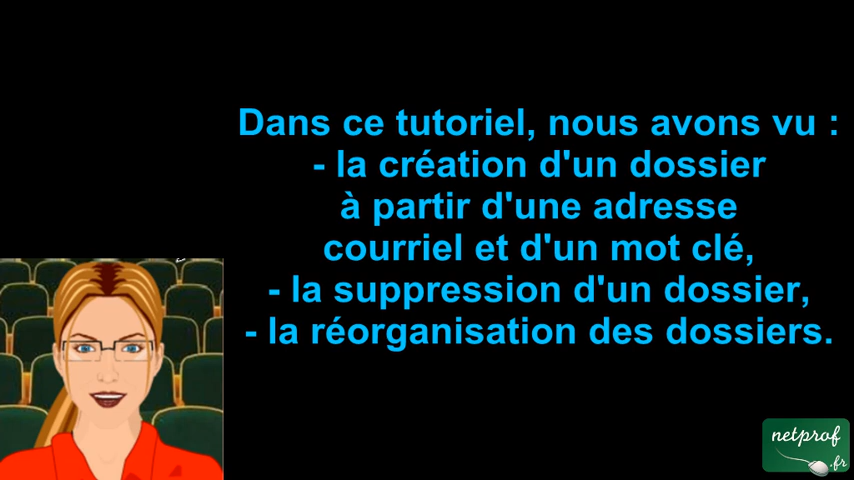 Dans ce tutoriel, nous avons vu :
- la création d'un dossier
à partir d'une adresse
courriel et d'un mot clé,
- la suppression d'un dossier,
- la réorganisation des dossiers.
netprof
.fr